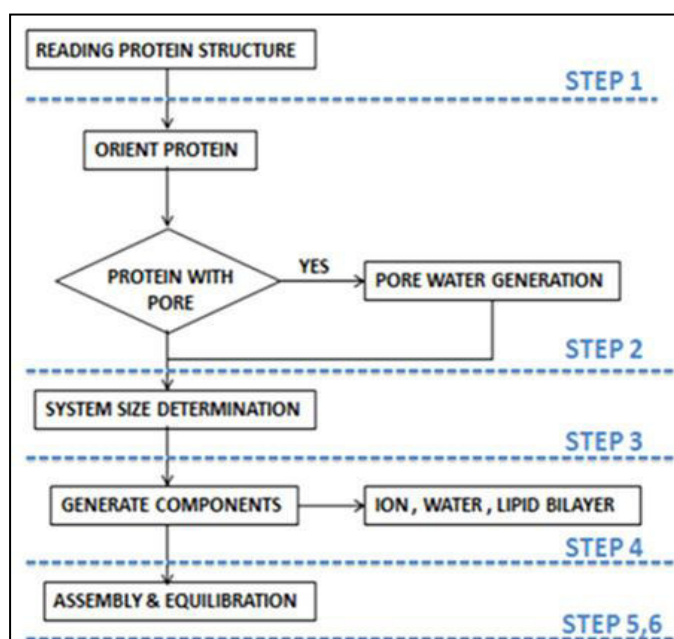 READING PROTEIN STRUCTURE
STEP 1
ORIENT PROTEIN
PROTEIN WITH
PORE
YES
PORE WATER GENERATION
STEP 2
SYSTEM SIZE DETERMINATION
STEP 3
GENERATE COMPONENTS
ION , WATER , LIPID BILAYER
STEP 4
ASSEMBLY & EQUILIBRATION
STEP 5,6